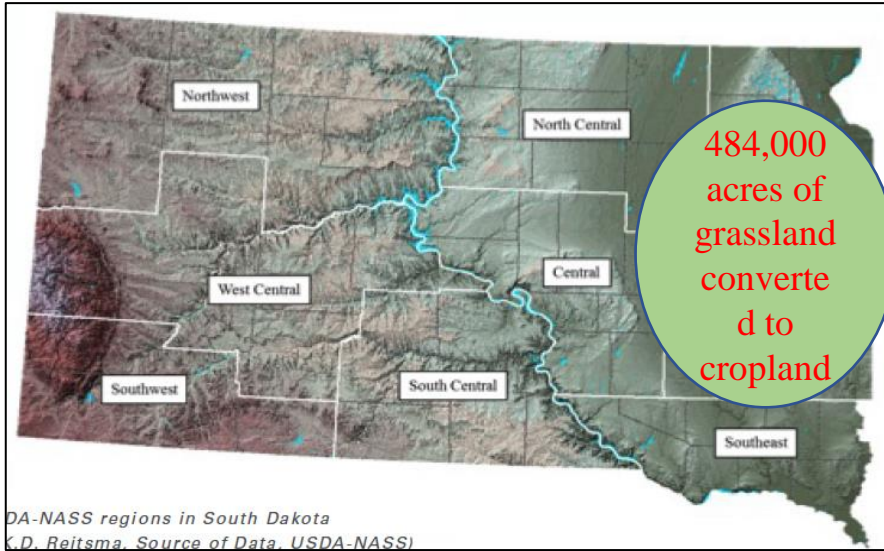 Northwest
North Central
484,000
acres of
grassland
converte
d to
cropland
West Central
Central
Southwest
South Central
Southeast
DA-NASS regions in South Dakota
K.D. Reitsma, Source of Data, USDA-NASS)